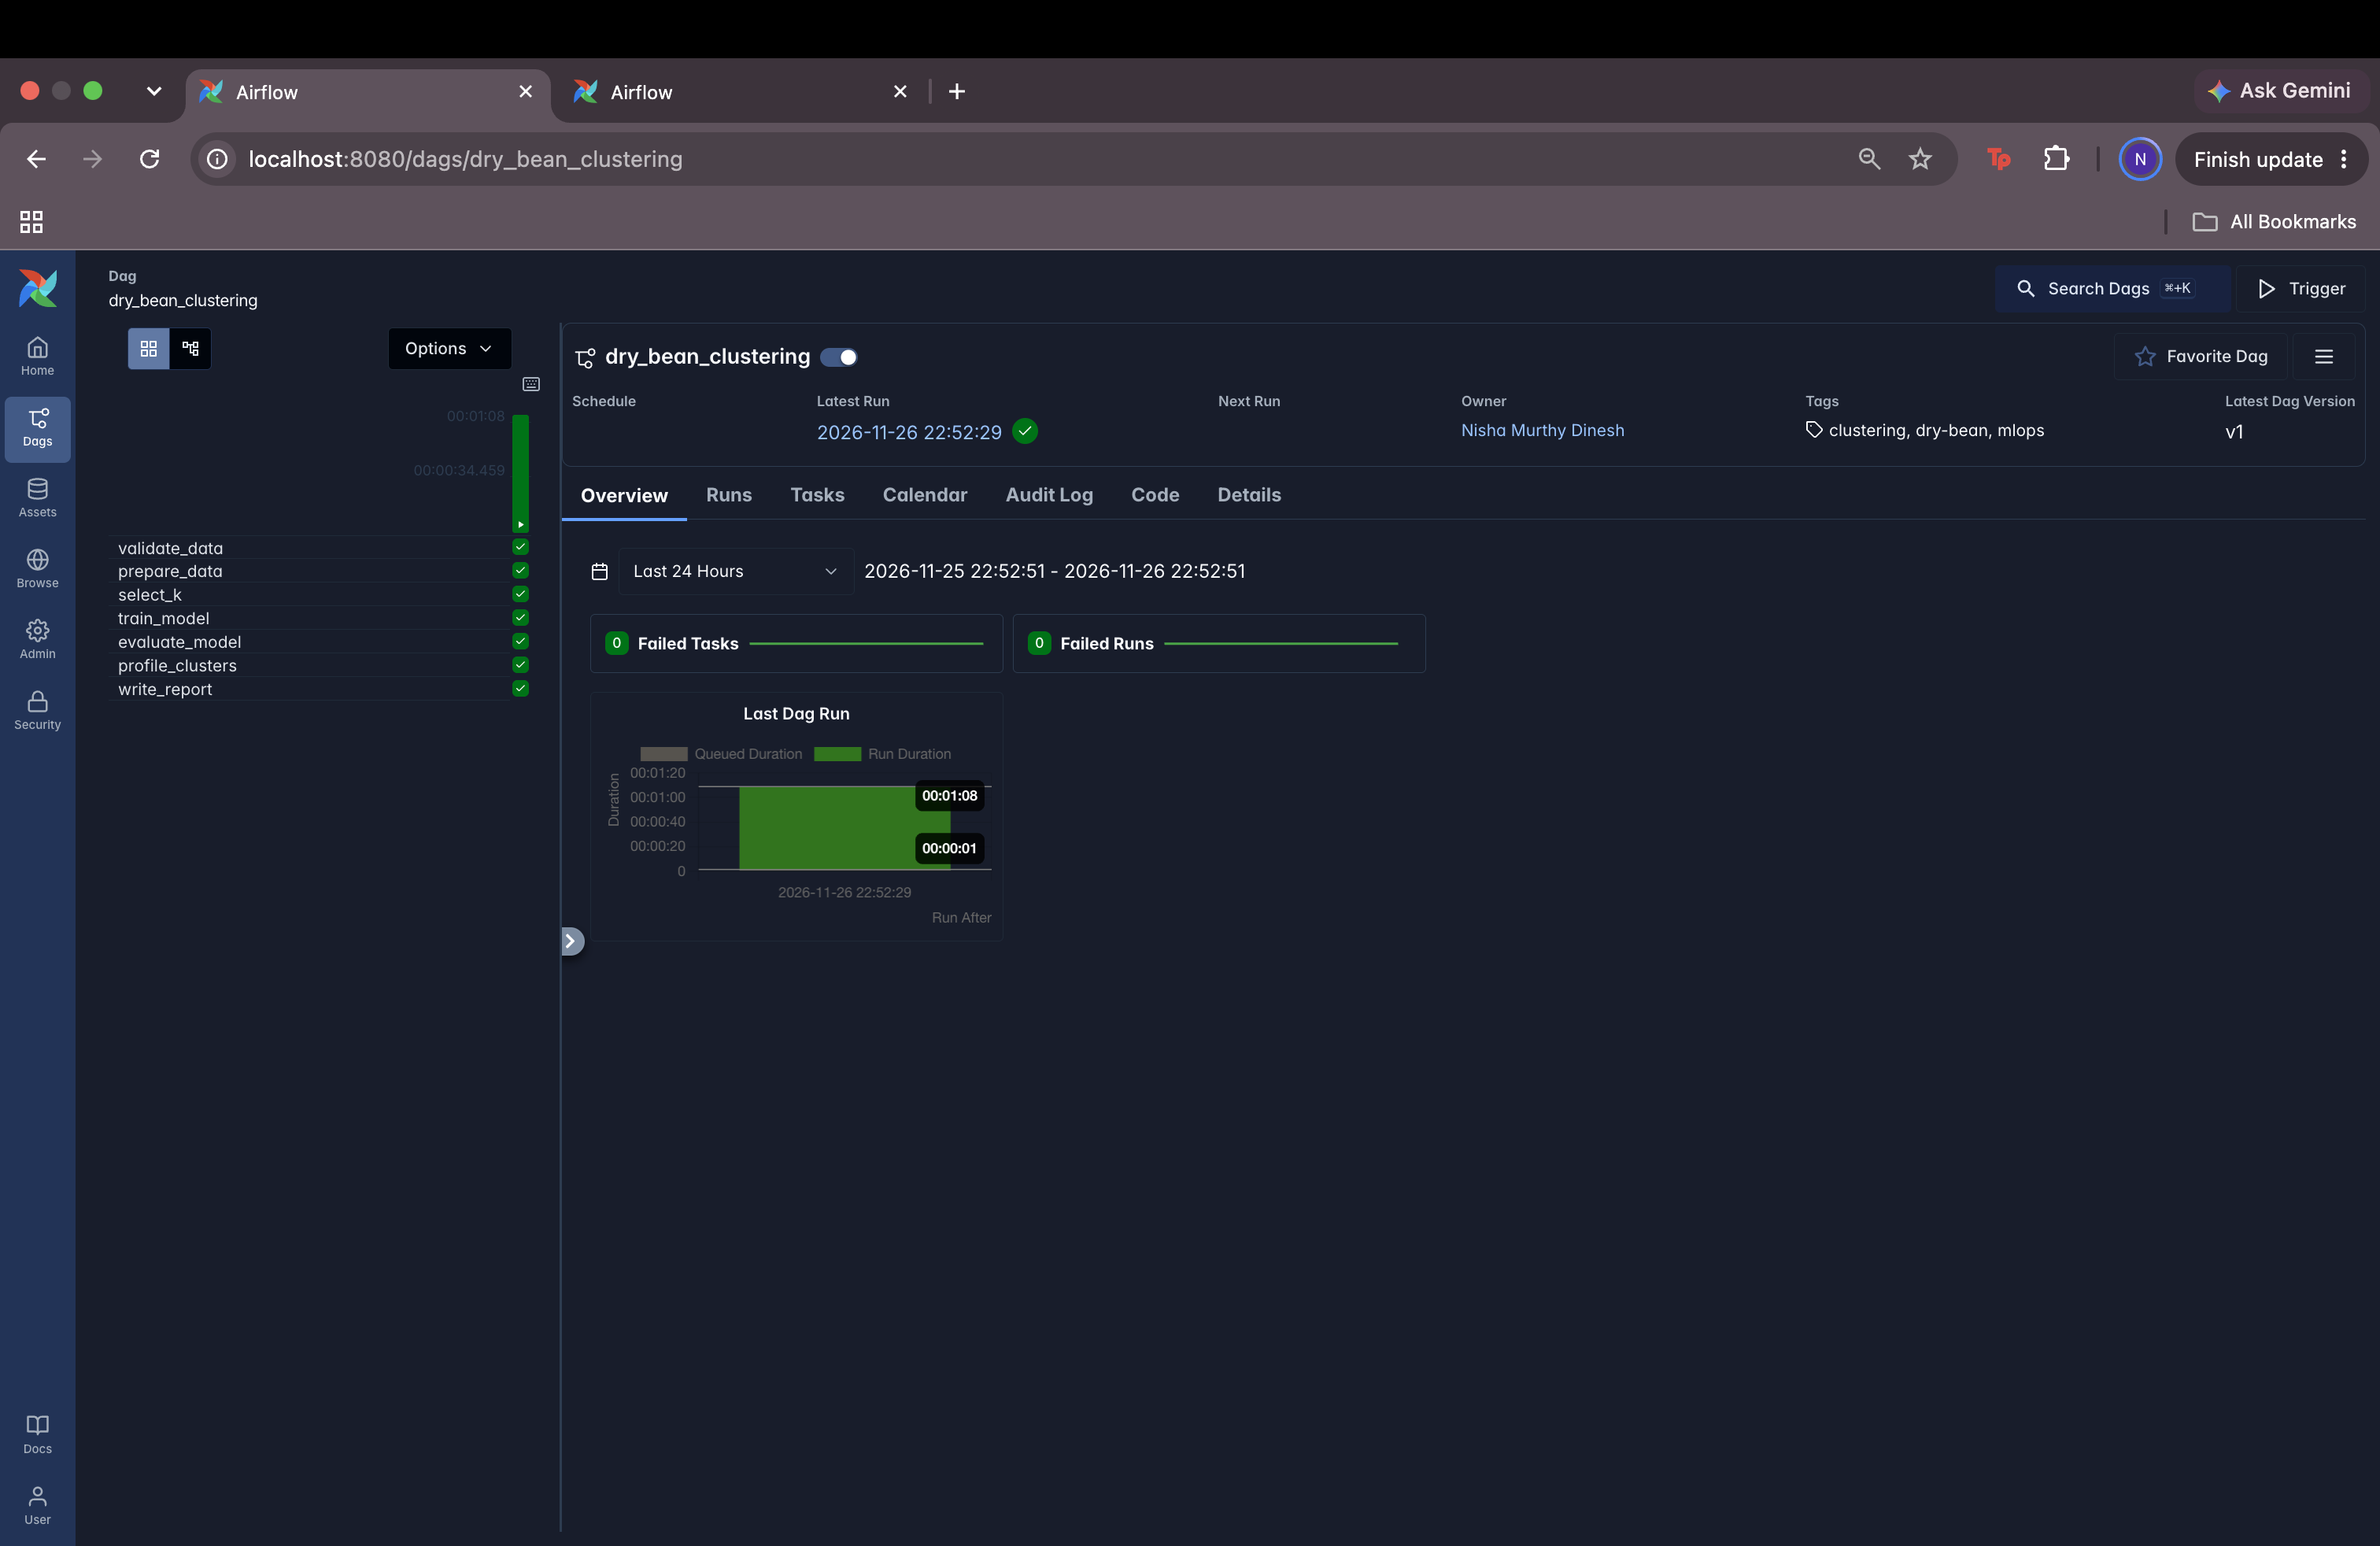 Airflow
Airflow
Ask Gemini
localhost:8080/dags/dry_bean_clustering
Tp
N
Finish update
All Bookmarks
Home
Dags
Assets
Browse
Admin
Security
Docs
User
Dag
dry_bean_clustering
Search Dags ⌘+K
Trigger
Options
00:01:08
00:00:34.459
validate_data
prepare_data
select_k
train_model
evaluate_model
profile_clusters
write_report
dry_bean_clustering
Favorite Dag
Schedule
Latest Run
2026-11-26 22:52:29
Next Run
Owner
Nisha Murthy Dinesh
Tags
clustering, dry-bean, mlops
Latest Dag Version
v1
Overview Runs Tasks Calendar Audit Log Code Details
Last 24 Hours 2026-11-25 22:52:51 - 2026-11-26 22:52:51
0 Failed Tasks
0 Failed Runs
Last Dag Run
Queued Duration Run Duration
Duration
00:01:20
00:01:00
00:00:40
00:00:20
0
00:01:08
00:00:01
2026-11-26 22:52:29
Run After